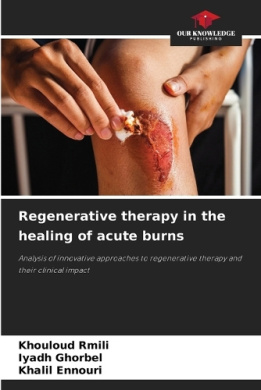 OUR KNOWLEDGE
PUBLISHING
Regenerative therapy in the
healing of acute burns
Analysis of innovative approaches to regenerative therapy and
their clinical impact
Khouloud Rmili
Iyadh Ghorbel
Khalil Ennouri